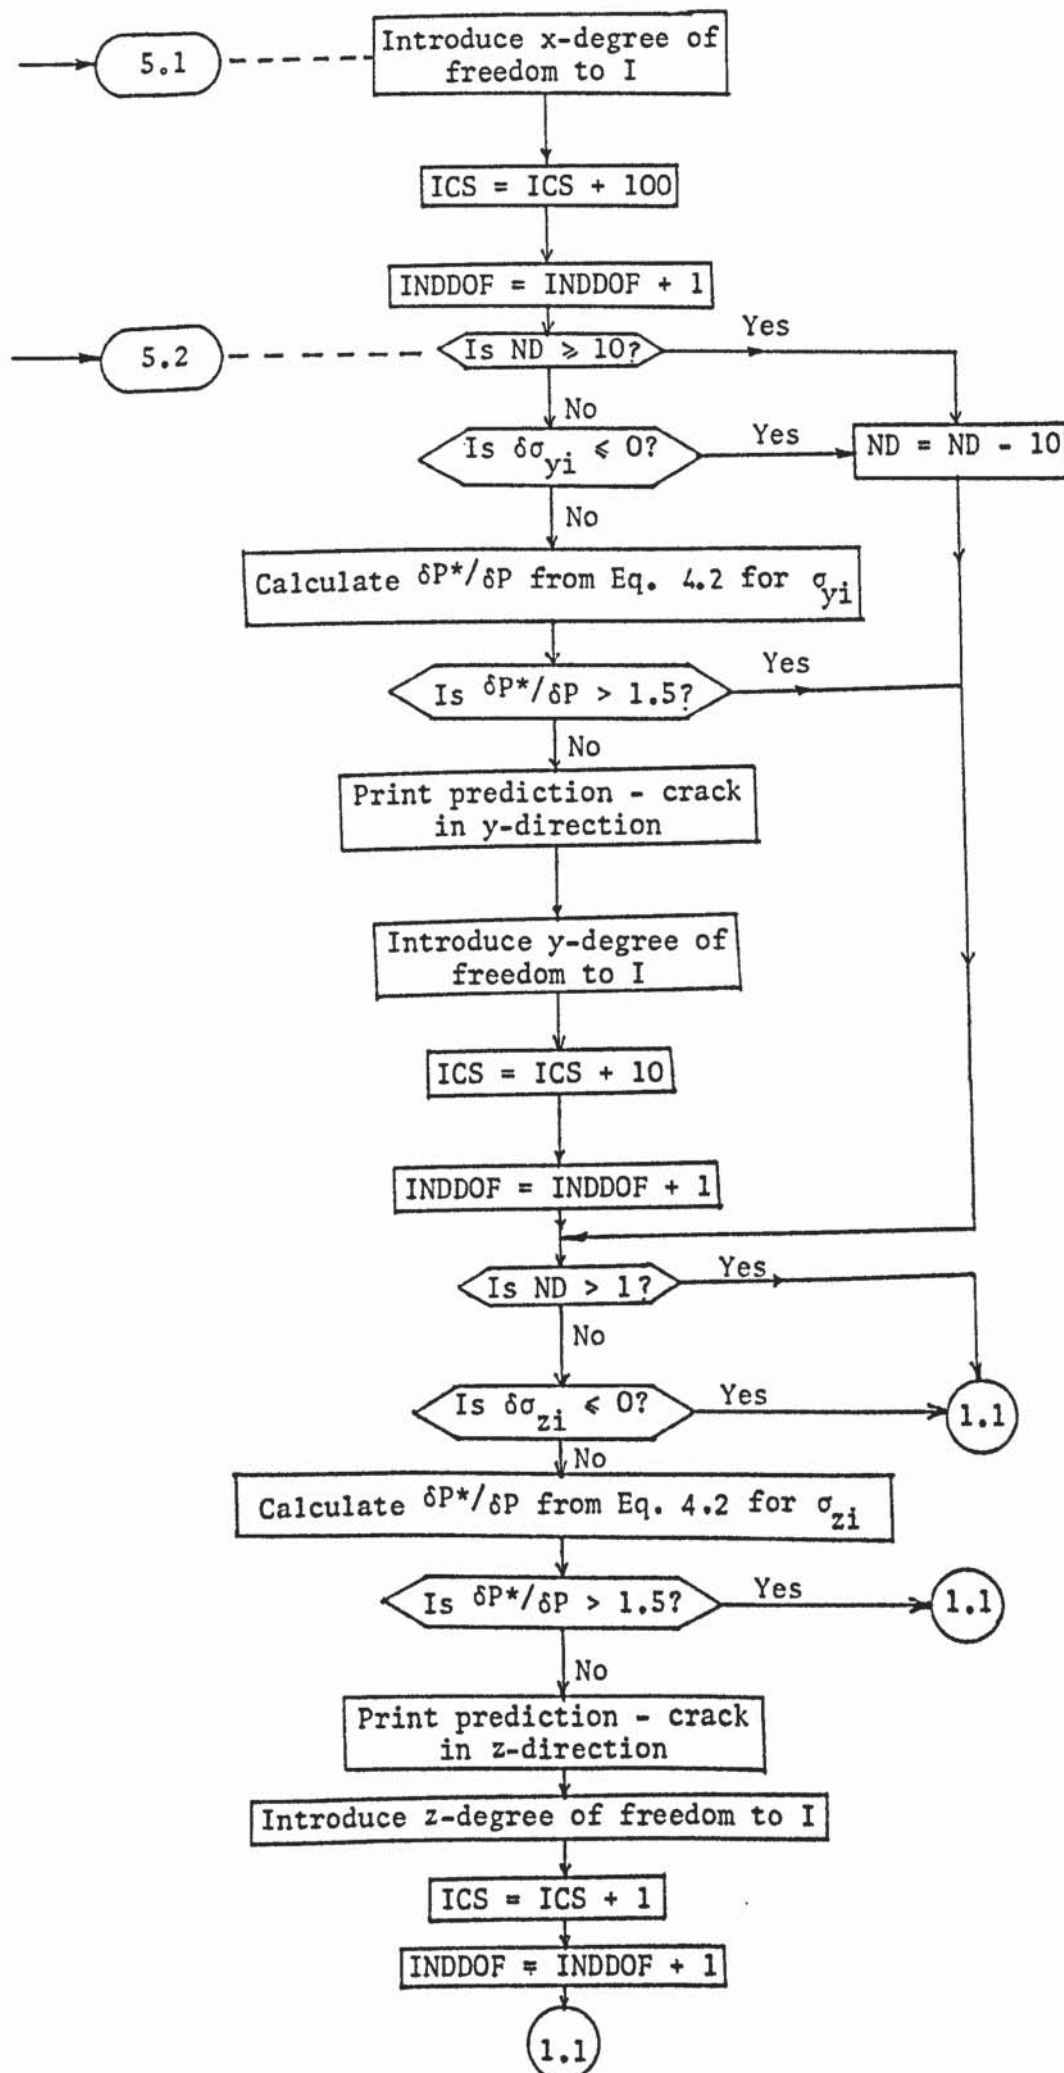 5.1
Introduce x-degree of
freedom to I
ICS = ICS + 100
INDDOF = INDDOF + 1
5.2
Is ND ⩾ 10?
Yes
No
Is δσyi ⩽ 0?
Yes
ND = ND - 10
No
Calculate δP*/δP from Eq. 4.2 for σyi
Is δP*/δP > 1.5?
Yes
No
Print prediction - crack
in y-direction
Introduce y-degree of
freedom to I
ICS = ICS + 10
INDDOF = INDDOF + 1
Is ND > 1?
Yes
No
Is δσzi ⩽ 0?
Yes
1.1
No
Calculate δP*/δP from Eq. 4.2 for σzi
Is δP*/δP > 1.5?
Yes
1.1
No
Print prediction - crack
in z-direction
Introduce z-degree of freedom to I
ICS = ICS + 1
INDDOF = INDDOF + 1
1.1